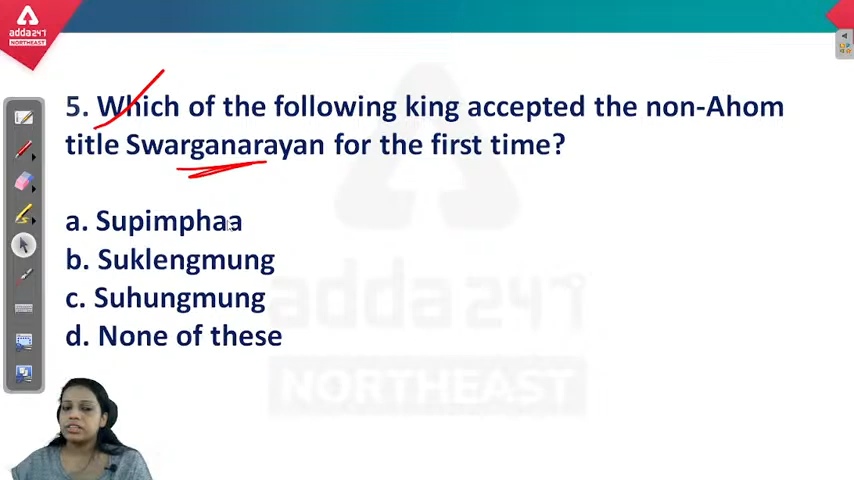 adda247
NORTHEAST
5. Which of the following king accepted the non-Ahom
title Swarganarayan for the first time?
a. Supimphaa
b. Suklengmung
c. Suhungmung
d. None of these
adda247
NORTHEAST